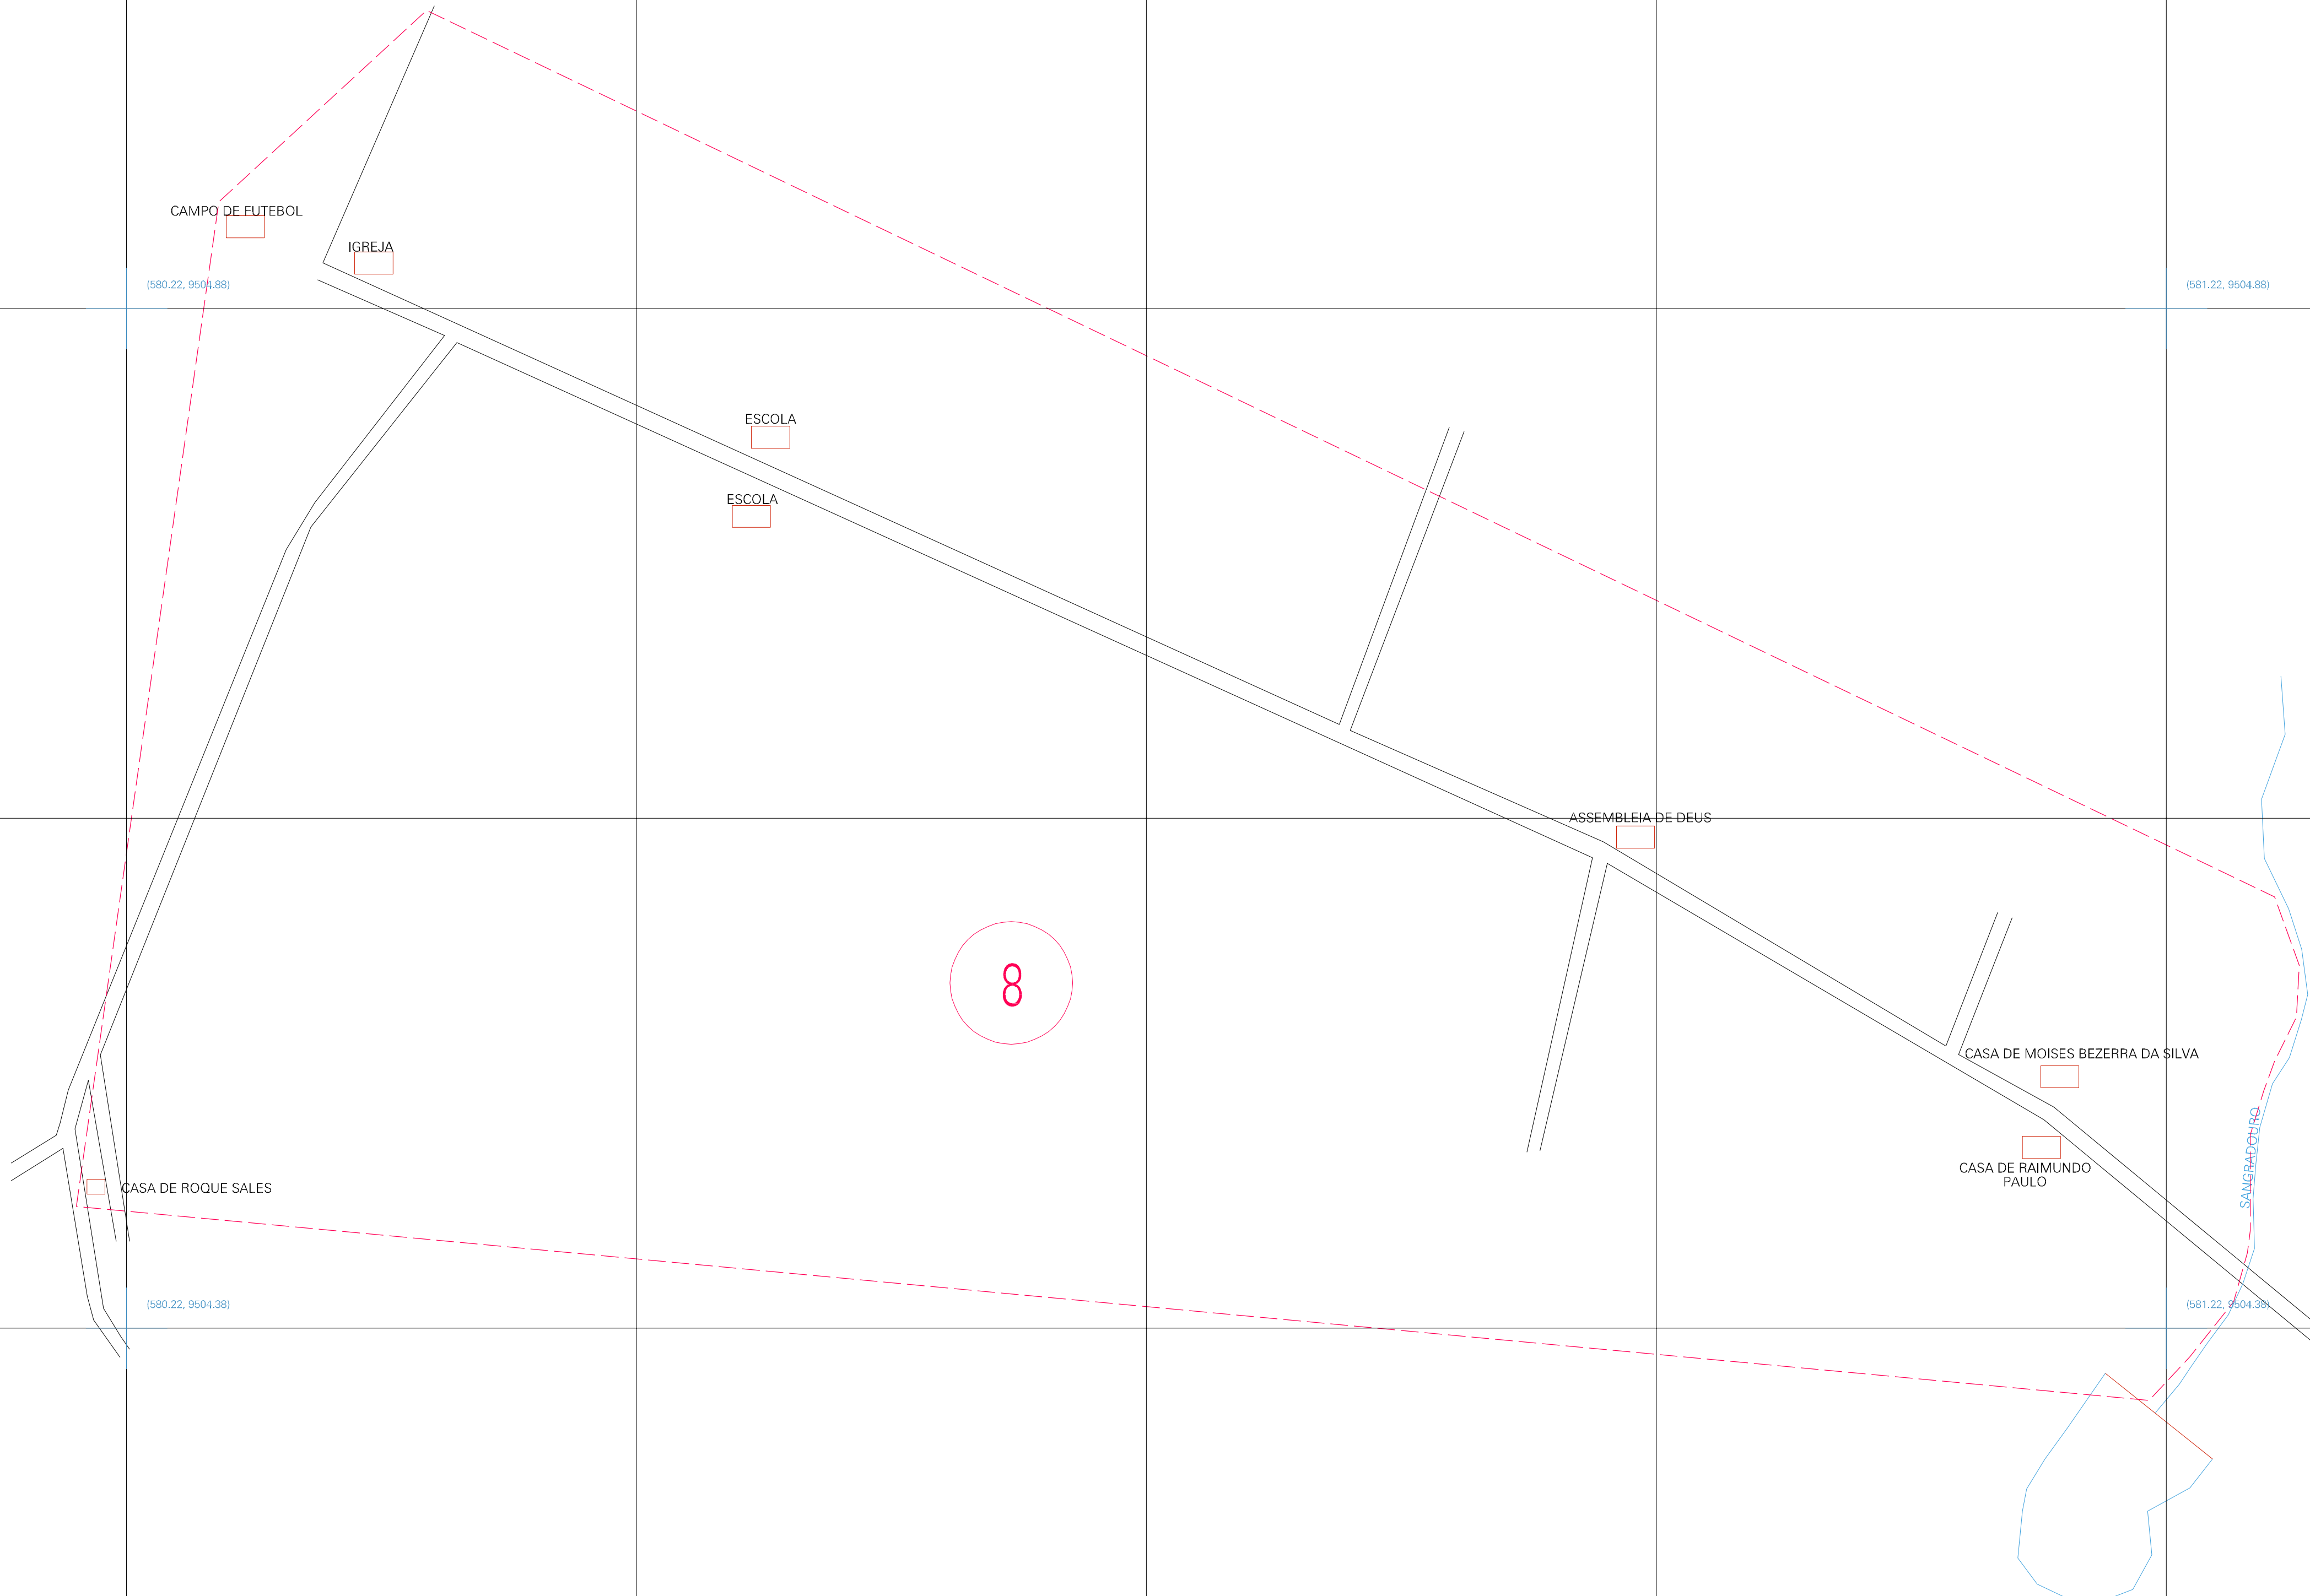 CAMPO DE FUTEBOL
IGREJA
(580.22, 9504.88)
(581.22, 9504.88)
ESCOLA
ESCOLA
ASSEMBLEIA DE DEUS
8
CASA DE MOISES BEZERRA DA SILVA
SANGRADOURO
CASA DE RAIMUNDO
PAULO
CASA DE ROQUE SALES
(580.22, 9504.38)
(581.22, 9504.38)